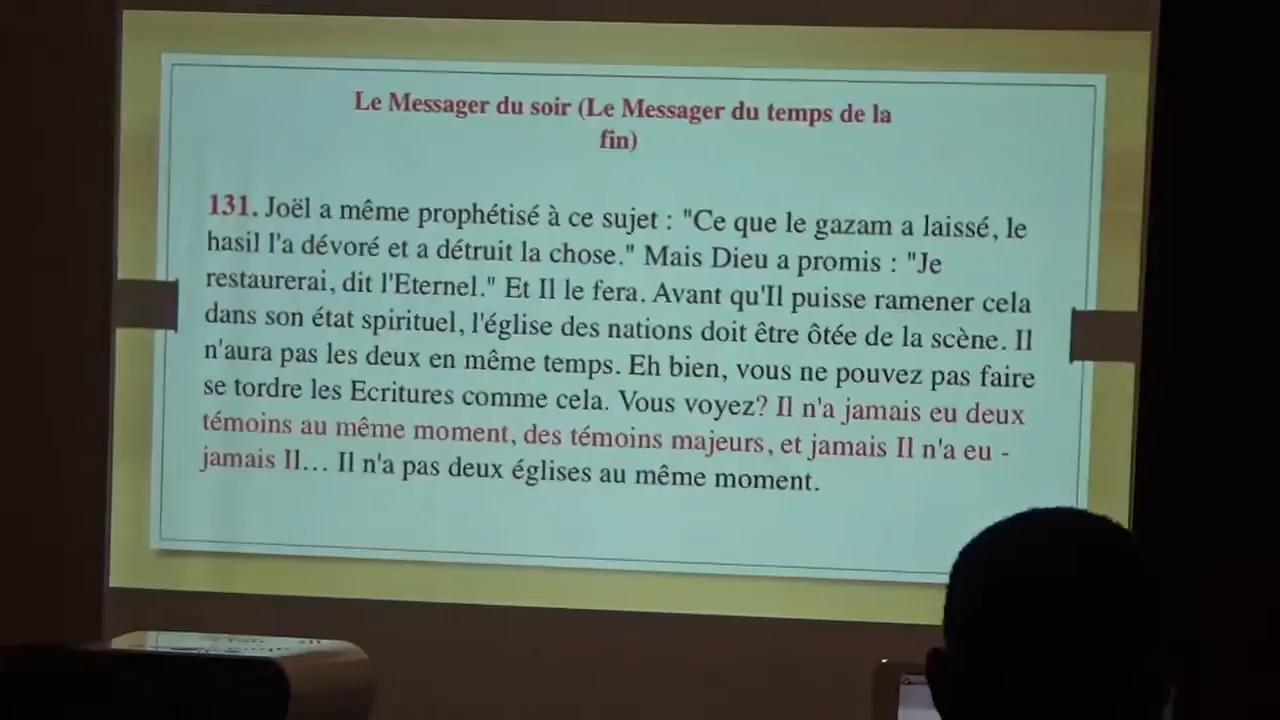 Le Messager du soir (Le Messager du temps de la
fin)
131. Joël a même prophétisé à ce sujet : "Ce que le gazam a laissé, le
hasil l'a dévoré et a détruit la chose." Mais Dieu a promis : "Je
restaurerai, dit l'Eternel." Et Il le fera. Avant qu'Il puisse ramener cela
dans son état spirituel, l'église des nations doit être ôtée de la scène. Il
n'aura pas les deux en même temps. Eh bien, vous ne pouvez pas faire
se tordre les Ecritures comme cela. Vous voyez? Il n'a jamais eu deux
témoins au même moment, des témoins majeurs, et jamais Il n'a eu -
jamais Il… Il n'a pas deux églises au même moment.